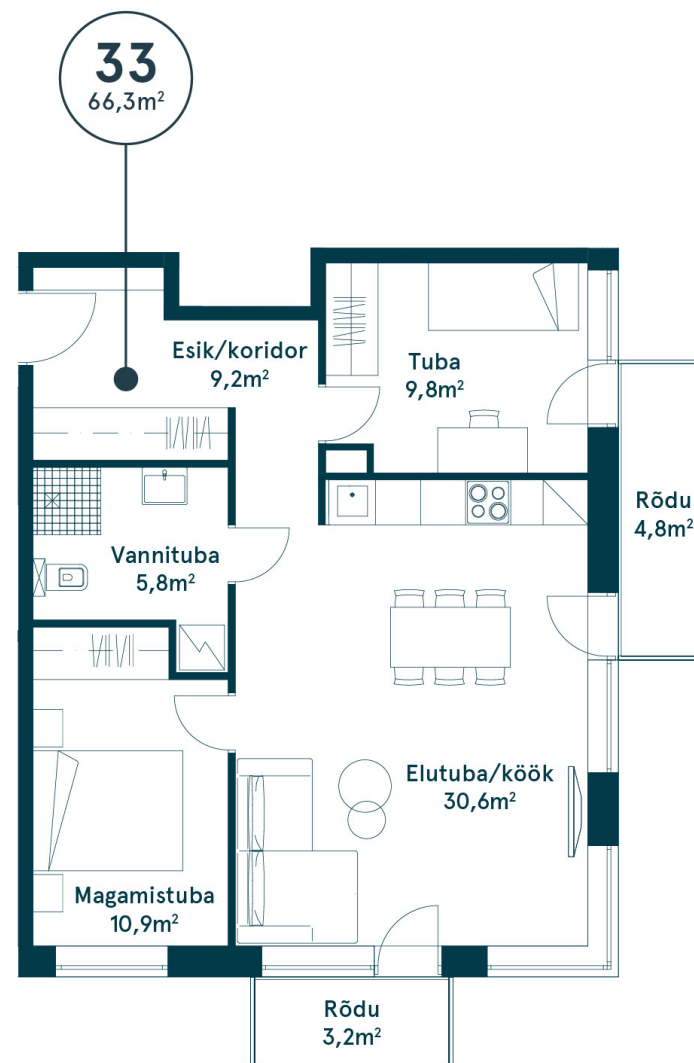 33
66,3m²
Esik/koridor
9,2m²
Tuba
9,8m²
Rõdu
4,8m²
Vannituba
5,8m²
Elutuba/köök
30,6m²
Magamistuba
10,9m²
Rõdu
3,2m²